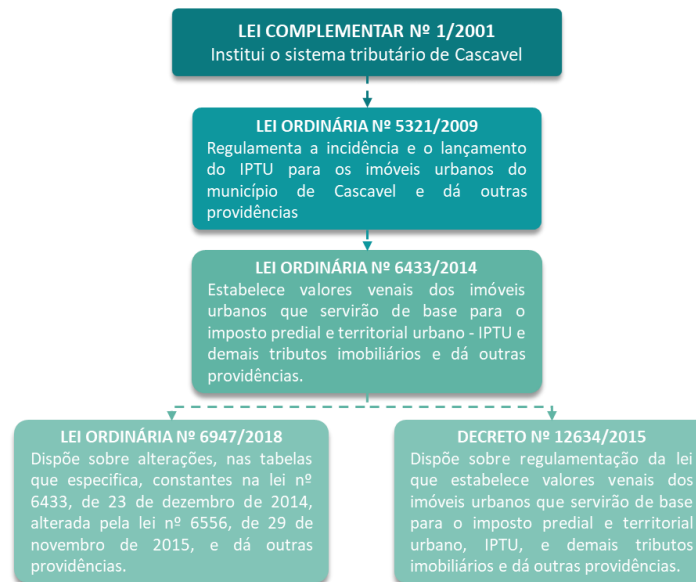 LEI COMPLEMENTAR Nº 1/2001
Institui o sistema tributário de Cascavel
LEI ORDINÁRIA Nº 5321/2009
Regulamenta a incidência e o lançamento
do IPTU para os imóveis urbanos do
município de Cascavel e dá outras
providências
LEI ORDINÁRIA Nº 6433/2014
Estabelece valores venais dos imóveis
urbanos que servirão de base para o
imposto predial e territorial urbano - IPTU e
demais tributos imobiliários e dá outras
providências.
LEI ORDINÁRIA Nº 6947/2018
Dispõe sobre alterações, nas tabelas
que especifica, constantes na lei nº
6433, de 23 de dezembro de 2014,
alterada pela lei nº 6556, de 29 de
novembro de 2015, e dá outras
providências.
DECRETO Nº 12634/2015
Dispõe sobre regulamentação da lei
que estabelece valores venais dos
imóveis urbanos que servirão de base
para o imposto predial e territorial
urbano, IPTU, e demais tributos
imobiliários e dá outras providências.